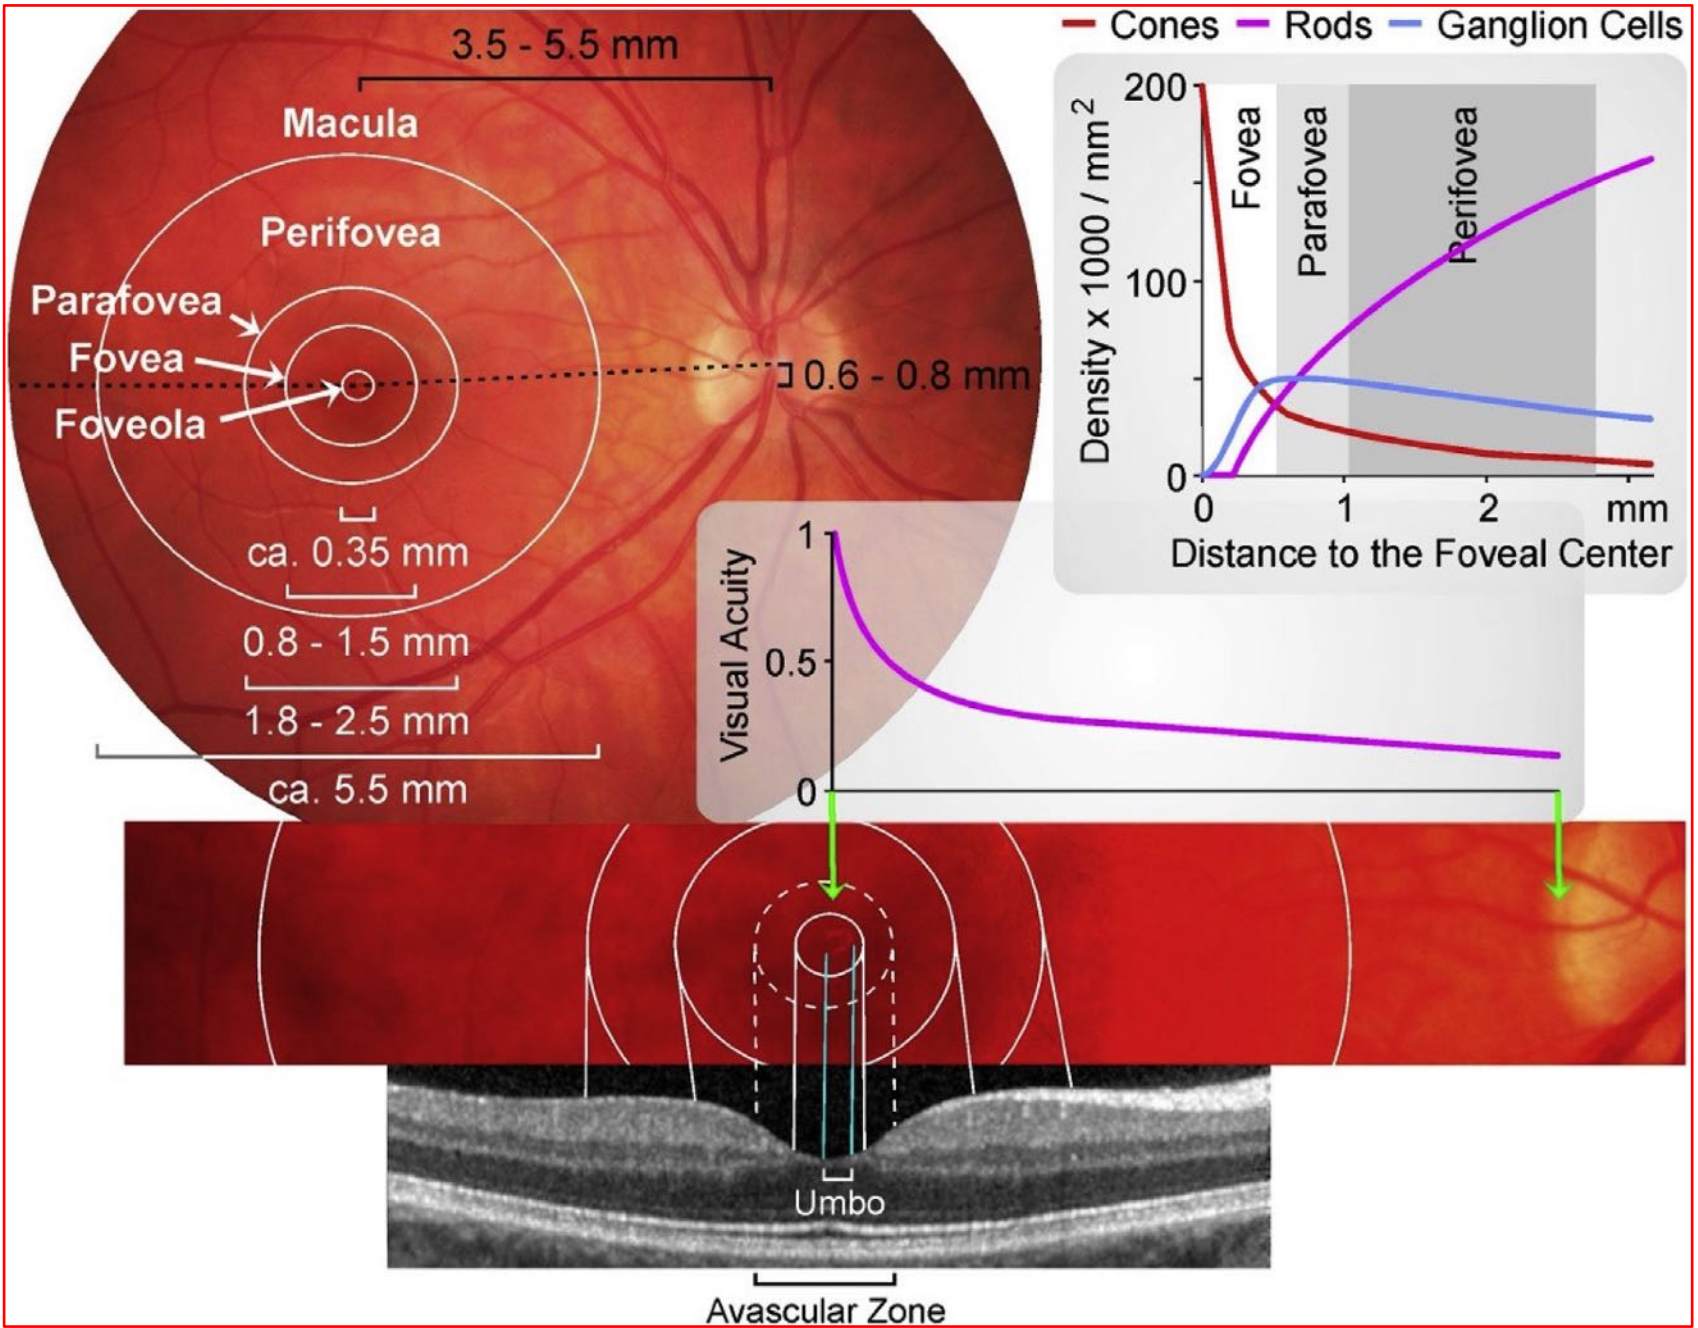 Cones Rods Ganglion Cells
3.5 - 5.5 mm
Macula
Perifovea
Parafovea
Fovea
Foveola
0.6 - 0.8 mm
ca. 0.35 mm
0.8 - 1.5 mm
1.8 - 2.5 mm
ca. 5.5 mm
Density x 1000 / mm²
200
100
0
Fovea
Parafovea
Perifovea
0 1 2 mm
Distance to the Foveal Center
Visual Acuity
1
0.5
0
Umbo
Avascular Zone